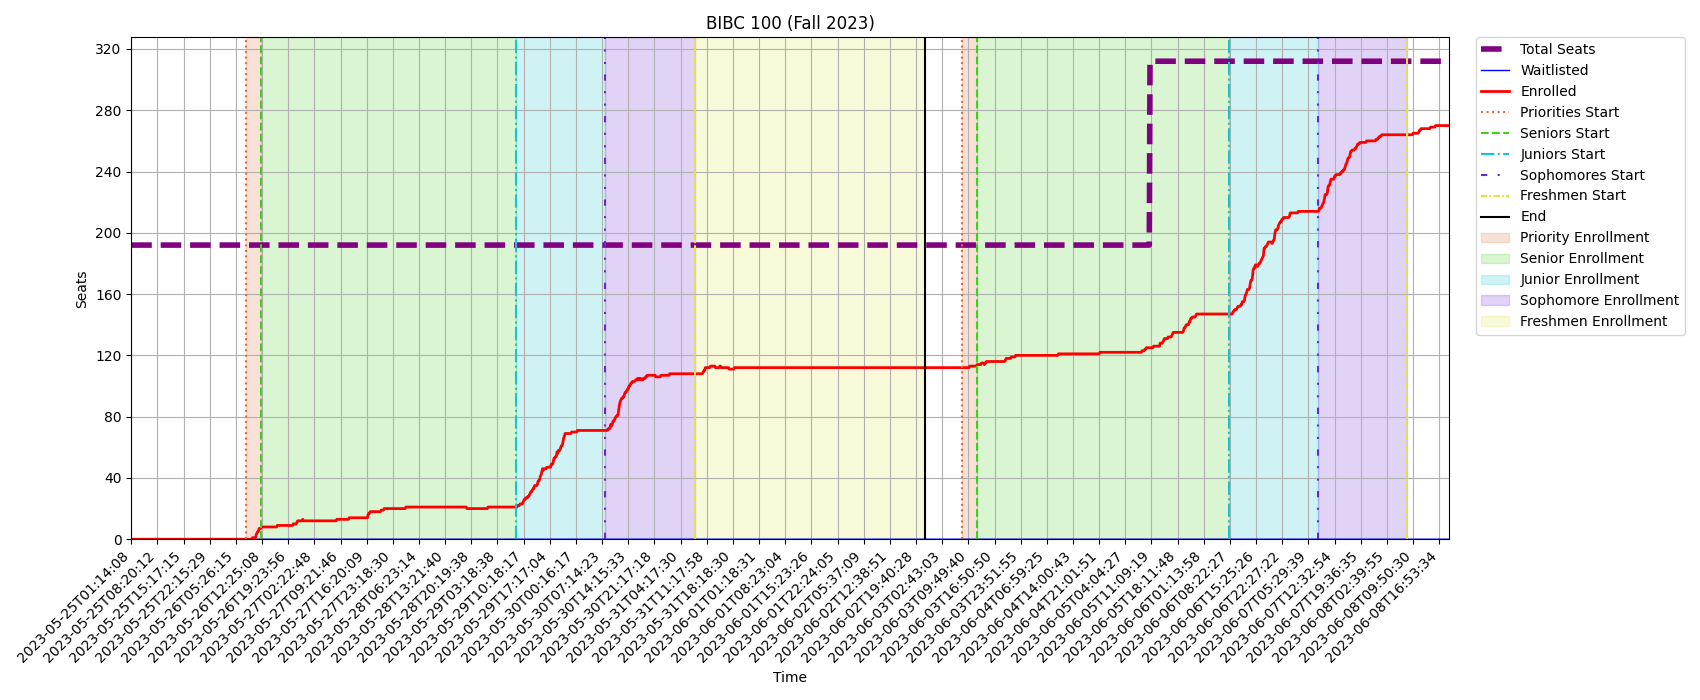 BIBC 100 (Fall 2023)
320
280
240
200
160
120
80
40
0
Seats
2023-05-25T01:14:08
2023-05-25T08:20:12
2023-05-25T15:17:15
2023-05-25T22:15:29
2023-05-26T05:26:15
2023-05-26T12:25:08
2023-05-26T19:23:56
2023-05-27T02:22:48
2023-05-27T09:21:46
2023-05-27T16:20:09
2023-05-27T23:18:30
2023-05-28T06:23:14
2023-05-28T13:21:40
2023-05-28T20:19:38
2023-05-29T03:18:38
2023-05-29T10:18:17
2023-05-29T17:17:04
2023-05-30T00:16:17
2023-05-30T07:14:23
2023-05-30T14:15:33
2023-05-30T21:17:18
2023-05-31T04:17:30
2023-05-31T11:17:58
2023-05-31T18:18:30
2023-06-01T01:18:31
2023-06-01T08:23:04
2023-06-01T15:23:26
2023-06-01T22:24:05
2023-06-02T05:37:09
2023-06-02T12:38:51
2023-06-02T19:40:28
2023-06-03T02:43:03
2023-06-03T09:49:40
2023-06-03T16:50:50
2023-06-03T23:51:55
2023-06-04T06:59:25
2023-06-04T14:00:43
2023-06-04T21:01:51
2023-06-05T04:04:27
2023-06-05T11:09:19
2023-06-05T18:11:48
2023-06-06T01:13:58
2023-06-06T08:22:27
2023-06-06T15:25:26
2023-06-06T22:27:22
2023-06-07T05:29:39
2023-06-07T12:32:54
2023-06-07T19:36:35
2023-06-08T02:39:55
2023-06-08T09:50:30
2023-06-08T16:53:34
Time
Total Seats
Waitlisted
Enrolled
Priorities Start
Seniors Start
Juniors Start
Sophomores Start
Freshmen Start
End
Priority Enrollment
Senior Enrollment
Junior Enrollment
Sophomore Enrollment
Freshmen Enrollment